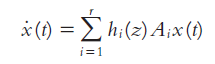 ẋ(t) = ∑_{i=1}^{r} h_i(z) A_i x(t)